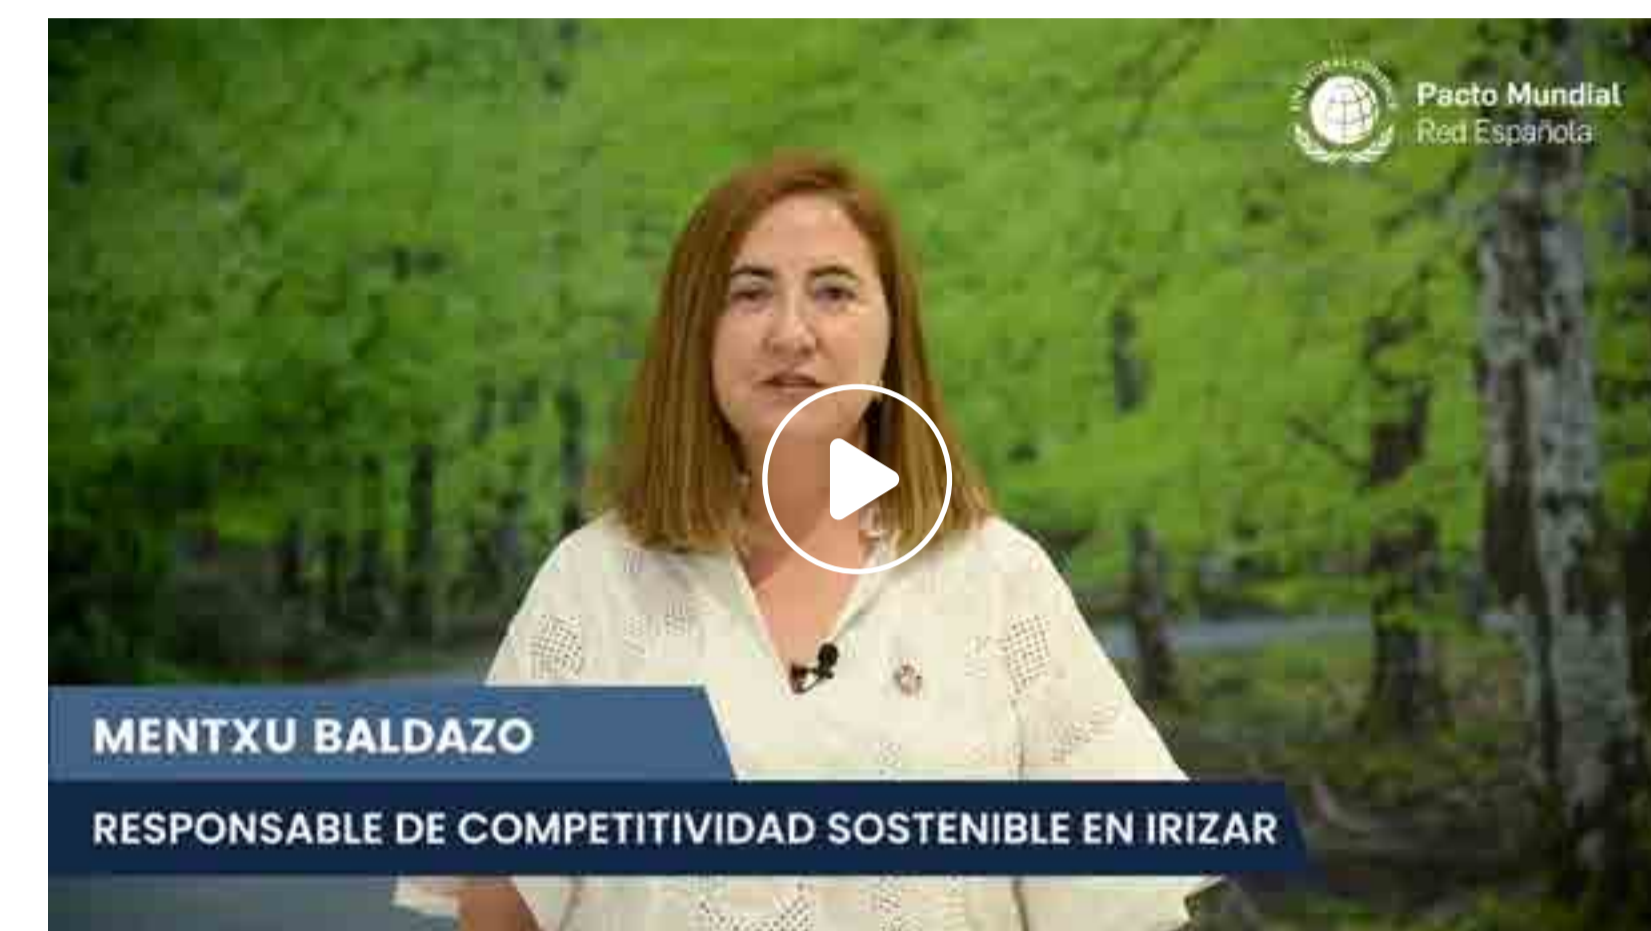 Pacto Mundial
Red Española
MENTXU BALDAZO
RESPONSABLE DE COMPETITIVIDAD SOSTENIBLE EN IRIZAR